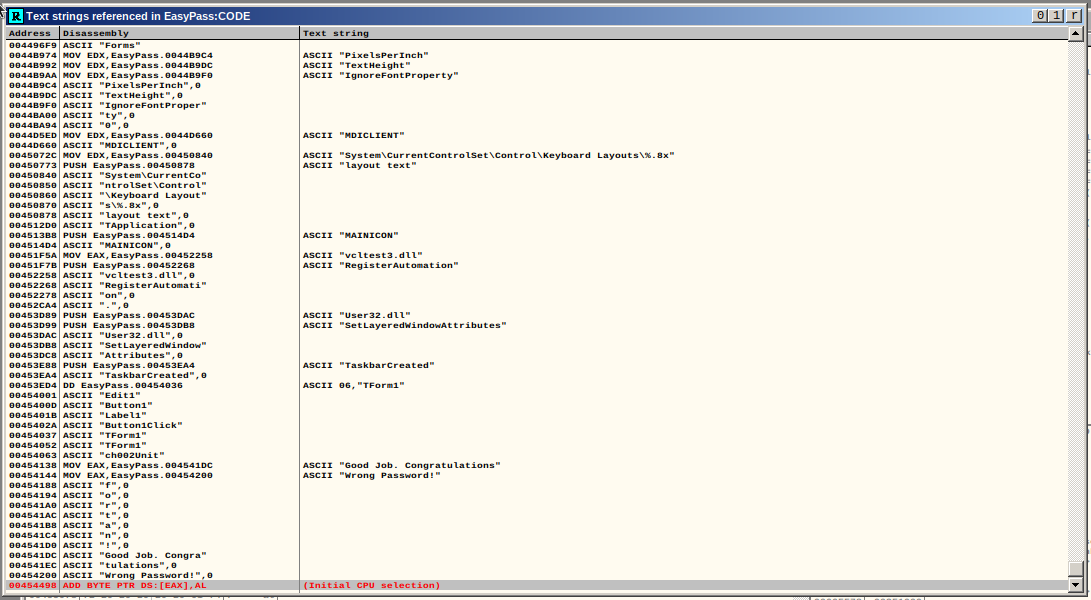 Text strings referenced in EasyPass:CODE
0 1 r
Address Disassembly Text string
004496F9 ASCII "Forms"
0044B974 MOV EDX,EasyPass.0044B9C4 ASCII "PixelsPerInch"
0044B992 MOV EDX,EasyPass.0044B9DC ASCII "TextHeight"
0044B9AA MOV EDX,EasyPass.0044B9F0 ASCII "IgnoreFontProperty"
0044B9C4 ASCII "PixelsPerInch",0
0044B9DC ASCII "TextHeight",0
0044B9F0 ASCII "IgnoreFontProper"
0044BA00 ASCII "ty",0
0044BA94 ASCII "0",0
0044D5ED MOV EDX,EasyPass.0044D660 ASCII "MDICLIENT"
0044D660 ASCII "MDICLIENT",0
0045072C MOV EDX,EasyPass.00450840 ASCII "System\CurrentControlSet\Control\Keyboard Layouts\%.8x"
00450773 PUSH EasyPass.00450878 ASCII "layout text"
00450840 ASCII "System\CurrentCo"
00450850 ASCII "ntrolSet\Control"
00450860 ASCII "\Keyboard Layout"
00450870 ASCII "s\%.8x",0
00450878 ASCII "layout text",0
004512D0 ASCII "TApplication",0
004513B8 PUSH EasyPass.004514D4 ASCII "MAINICON"
004514D4 ASCII "MAINICON",0
00451F5A MOV EAX,EasyPass.00452258 ASCII "vcltest3.dll"
00451F7B PUSH EasyPass.00452268 ASCII "RegisterAutomation"
00452258 ASCII "vcltest3.dll",0
00452268 ASCII "RegisterAutomati"
00452278 ASCII "on",0
00452CA4 ASCII ".",0
00453D89 PUSH EasyPass.00453DAC ASCII "User32.dll"
00453D99 PUSH EasyPass.00453DB8 ASCII "SetLayeredWindowAttributes"
00453DAC ASCII "User32.dll",0
00453DB8 ASCII "SetLayeredWindow"
00453DC8 ASCII "Attributes",0
00453E88 PUSH EasyPass.00453EA4 ASCII "TaskbarCreated"
00453EA4 ASCII "TaskbarCreated",0
00453ED4 DD EasyPass.00454036 ASCII 06,"TForm1"
00454001 ASCII "Edit1"
0045400D ASCII "Button1"
0045401B ASCII "Label1"
0045402A ASCII "Button1Click"
00454037 ASCII "TForm1"
00454052 ASCII "TForm1"
00454063 ASCII "ch002Unit"
00454138 MOV EAX,EasyPass.004541DC ASCII "Good Job. Congratulations"
00454144 MOV EAX,EasyPass.00454200 ASCII "Wrong Password!"
00454188 ASCII "f",0
00454194 ASCII "o",0
004541A0 ASCII "r",0
004541AC ASCII "t",0
004541B8 ASCII "a",0
004541C4 ASCII "n",0
004541D0 ASCII "!",0
004541DC ASCII "Good Job. Congra"
004541EC ASCII "tulations",0
00454200 ASCII "Wrong Password!",0
00454498 ADD BYTE PTR DS:[EAX],AL (Initial CPU selection)